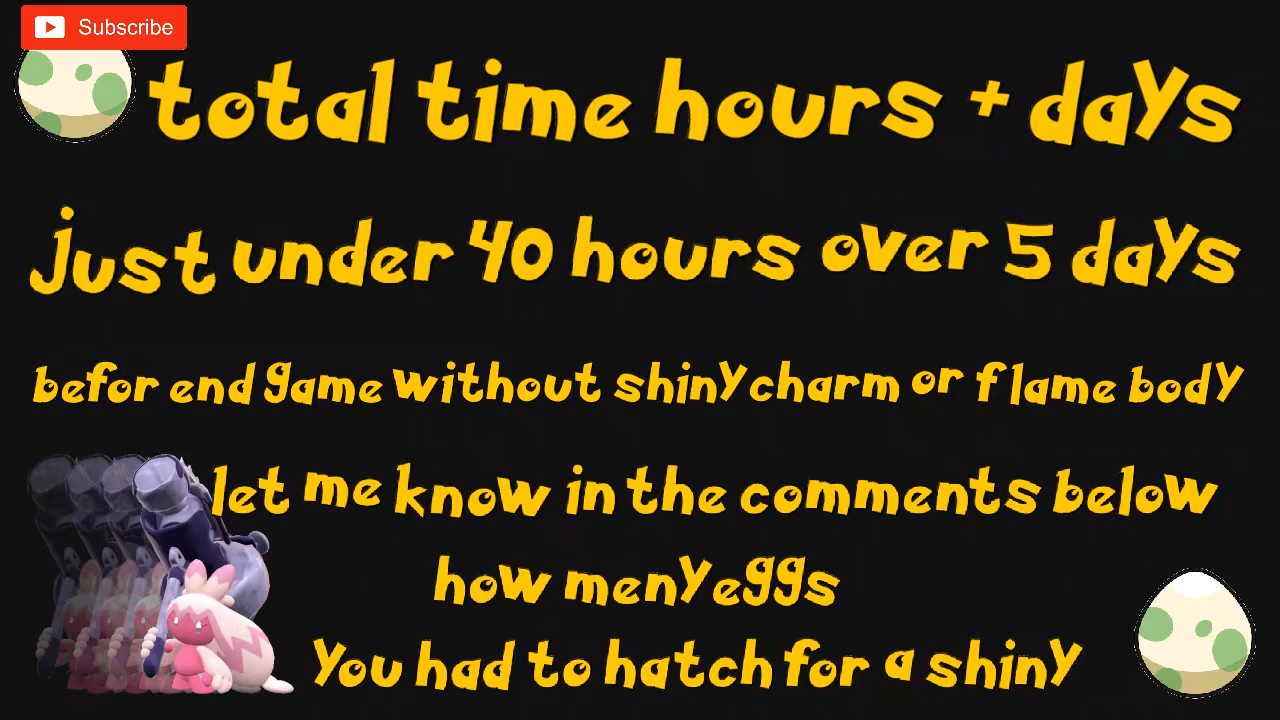 Subscribe
total time hours + days
just under 40 hours over 5 days
befor end game without shiny charm or flame body
let me know in the comments below
how meny eggs
You had to hatch for a shiny